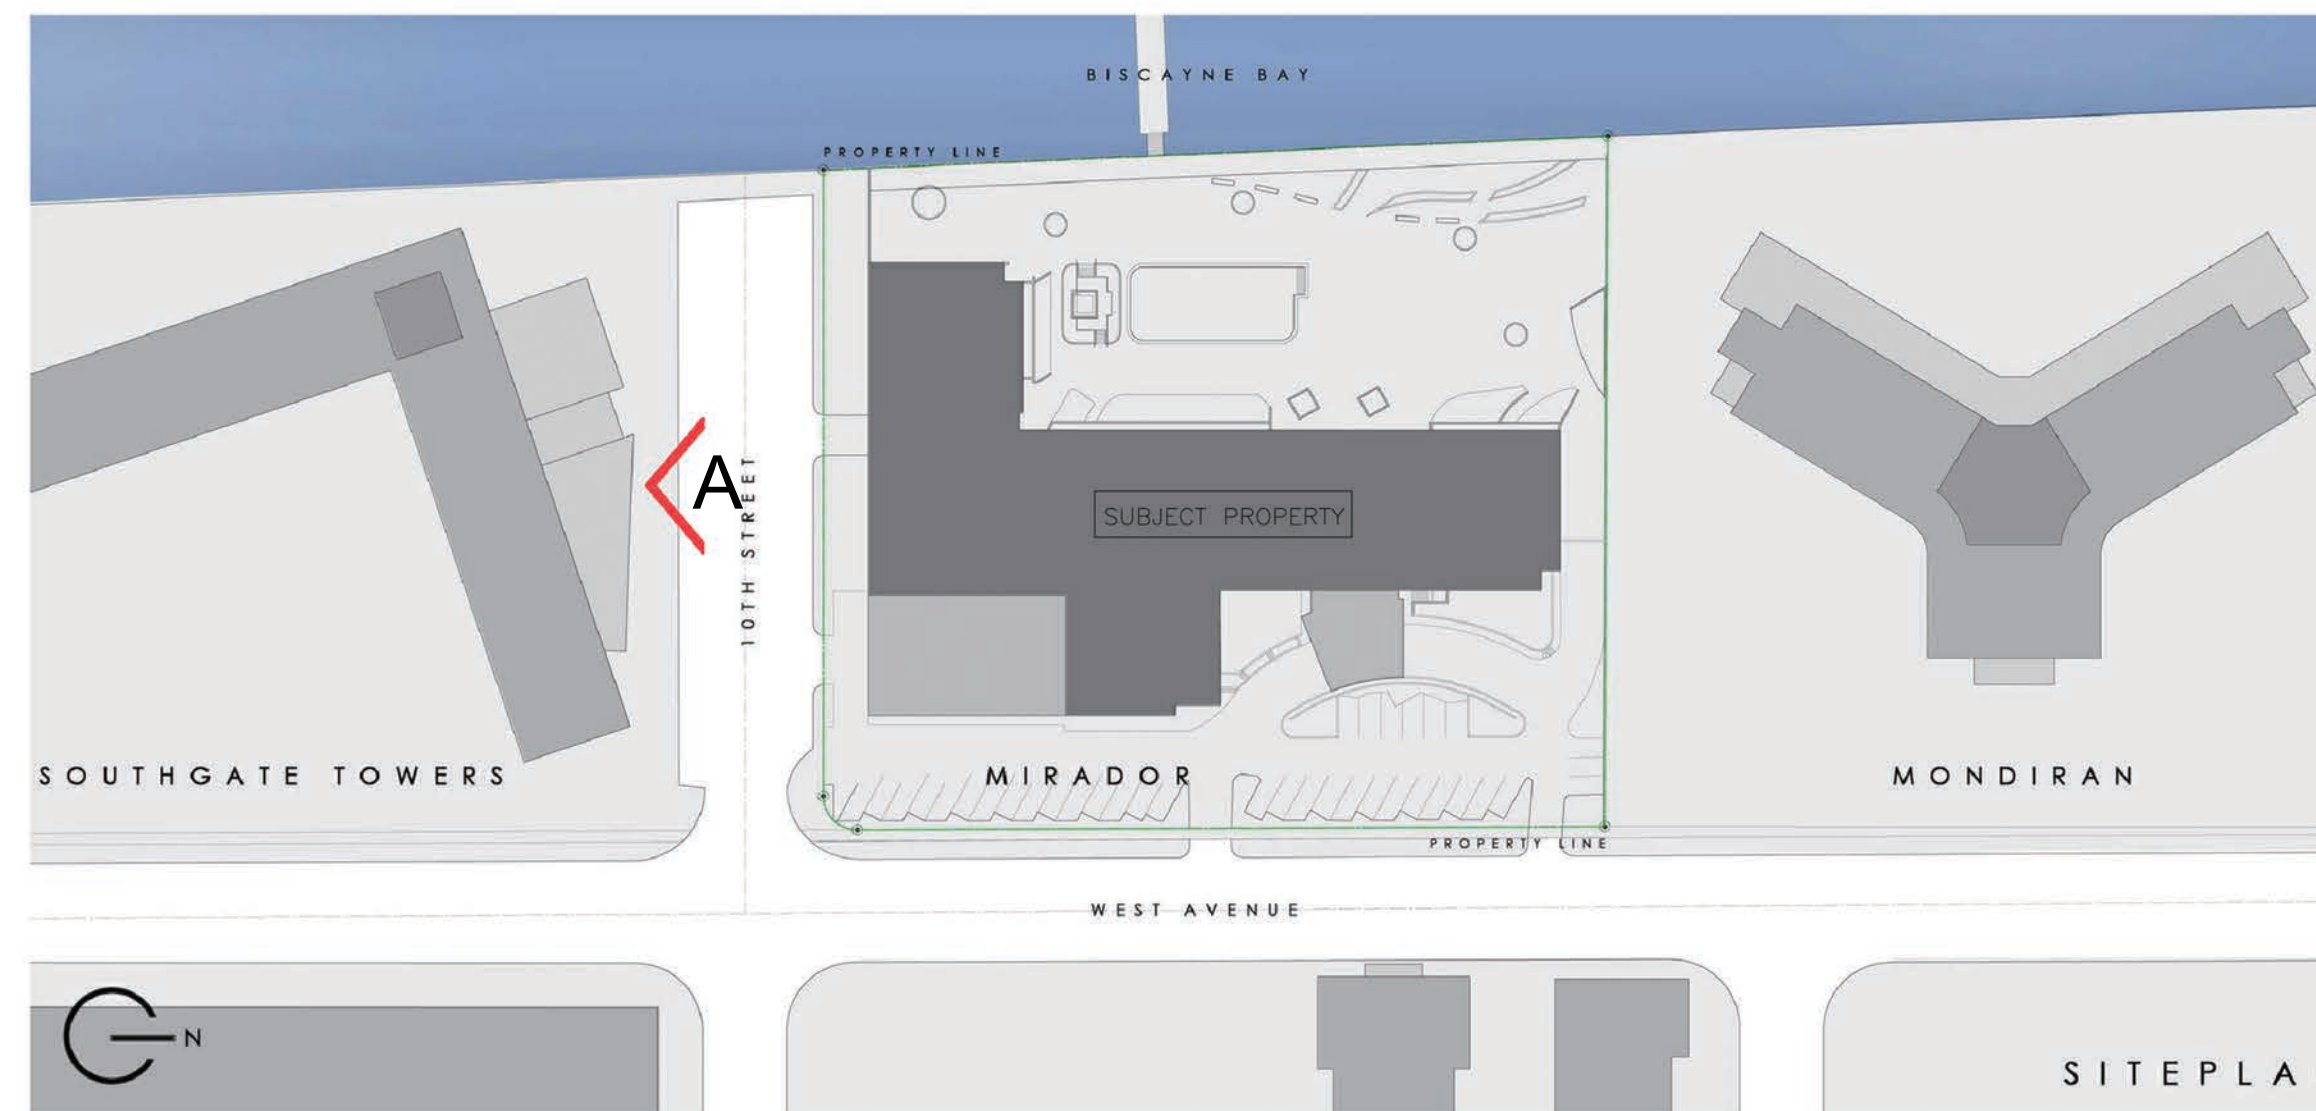 BISCAYNE BAY
PROPERTY LINE
A
10TH STREET
SUBJECT PROPERTY
SOUTHGATE TOWERS
MIRADOR
MONDIRAN
PROPERTY LINE
WEST AVENUE
N
SITEPLA